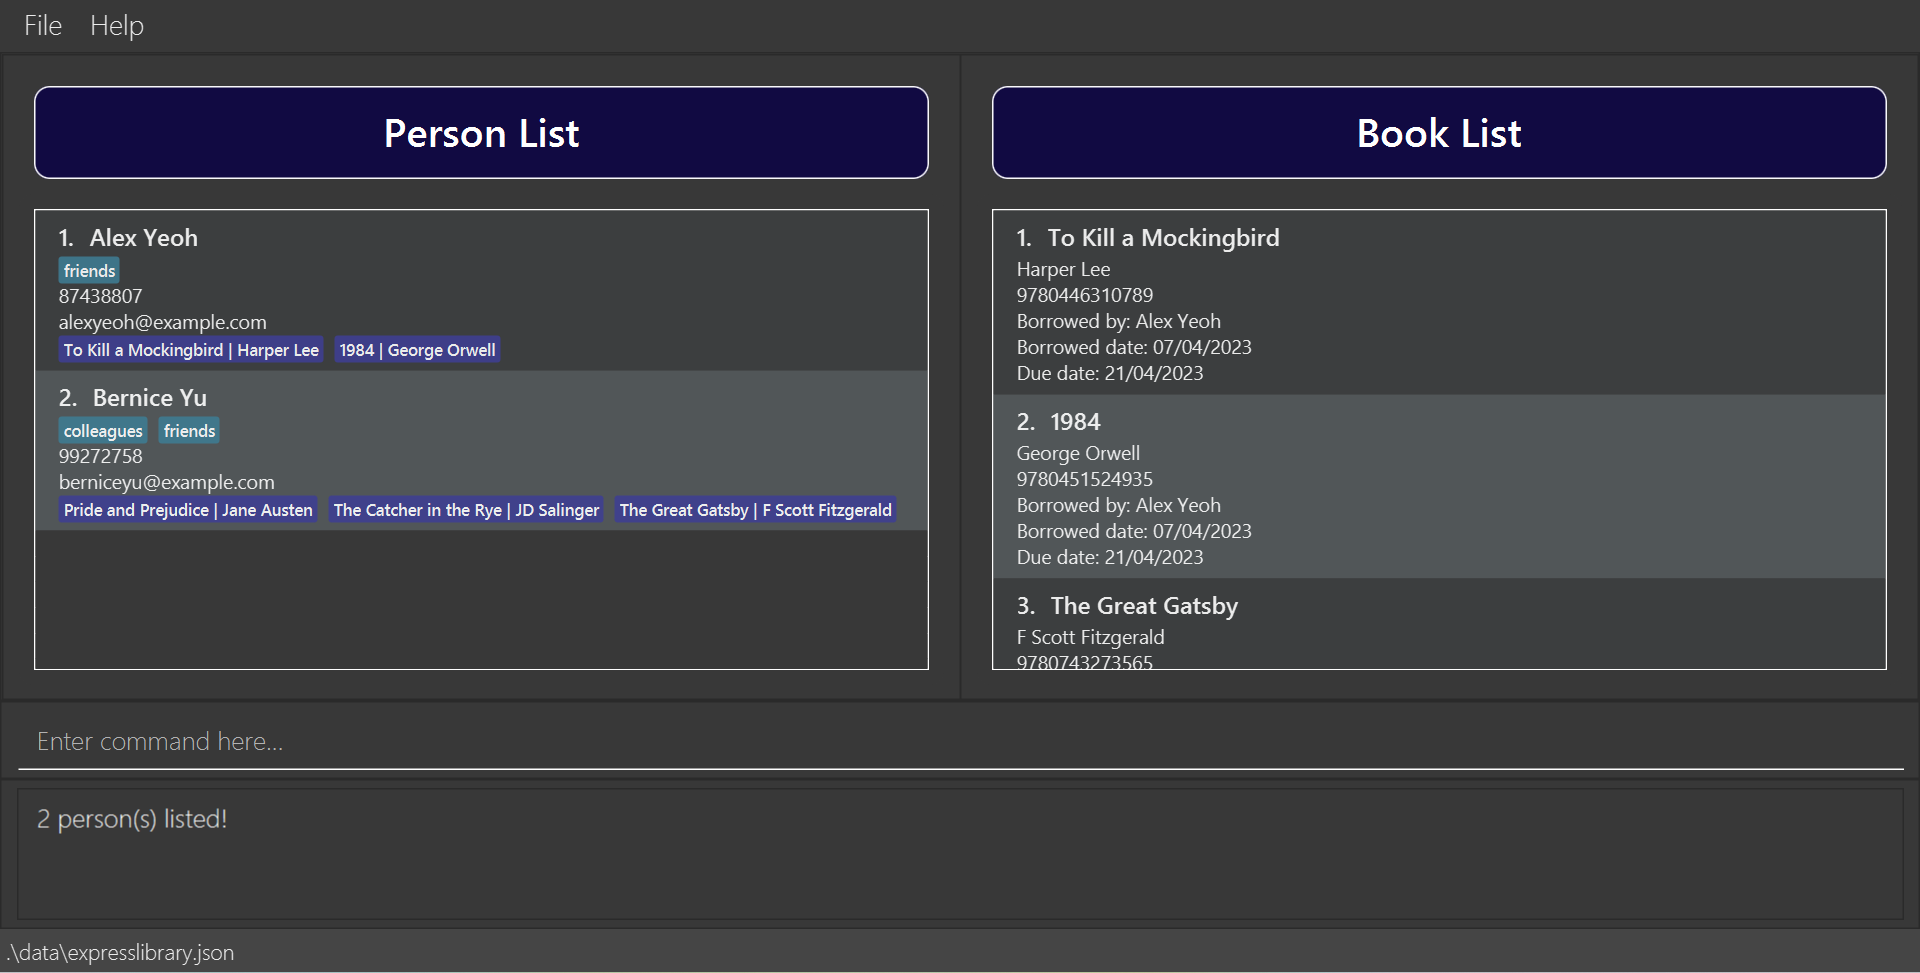 File Help
Person List
1. Alex Yeoh
friends
87438807
alexyeoh@example.com
To Kill a Mockingbird | Harper Lee 1984 | George Orwell
2. Bernice Yu
colleagues friends
99272758
berniceyu@example.com
Pride and Prejudice | Jane Austen The Catcher in the Rye | JD Salinger The Great Gatsby | F Scott Fitzgerald
Book List
1. To Kill a Mockingbird
Harper Lee
9780446310789
Borrowed by: Alex Yeoh
Borrowed date: 07/04/2023
Due date: 21/04/2023
2. 1984
George Orwell
9780451524935
Borrowed by: Alex Yeoh
Borrowed date: 07/04/2023
Due date: 21/04/2023
3. The Great Gatsby
F Scott Fitzgerald
9780743273565
Enter command here...
2 person(s) listed!
.\data\expresslibrary.json